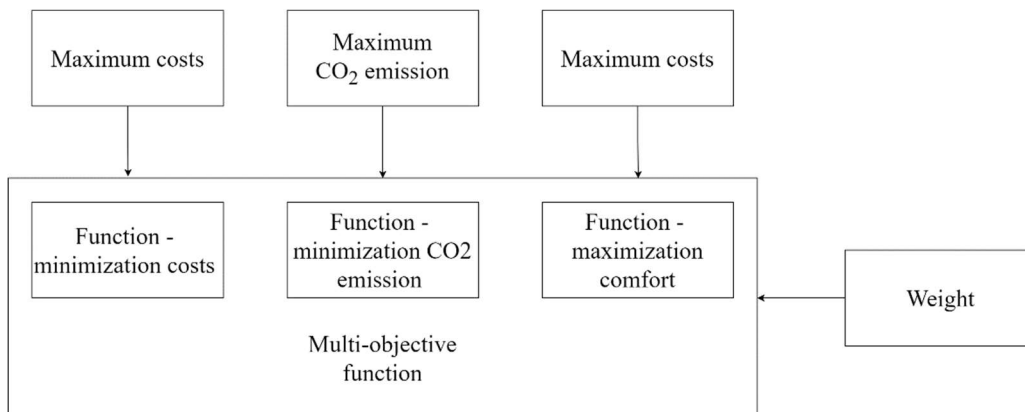 Maximum costs
Maximum
CO2 emission
Maximum costs
Function -
minimization costs
Function -
minimization CO2
emission
Function -
maximization
comfort
Weight
Multi-objective
function